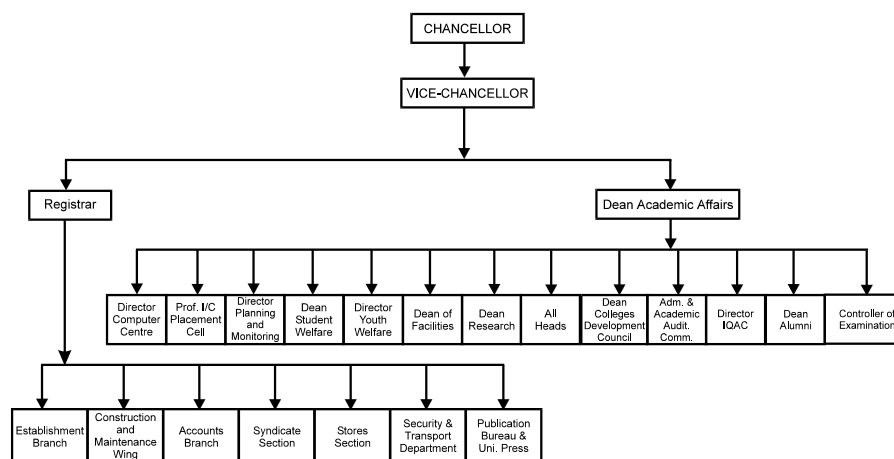 CHANCELLOR
VICE-CHANCELLOR
Registrar
Dean Academic Affairs
Director
Computer
Centre
Prof. I/C
Placement
Cell
Director
Planning
and
Monitoring
Dean
Student
Welfare
Director
Youth
Welfare
Dean of
Facilities
Dean
Research
All
Heads
Dean
Colleges
Development
Council
Adm. &
Academic
Audit.
Comm.
Director
IQAC
Dean
Alumni
Controller of
Examination
Establishment
Branch
Construction
and
Maintenance
Wing
Accounts
Branch
Syndicate
Section
Stores
Section
Security &
Transport
Department
Publication
Bureau &
Uni. Press